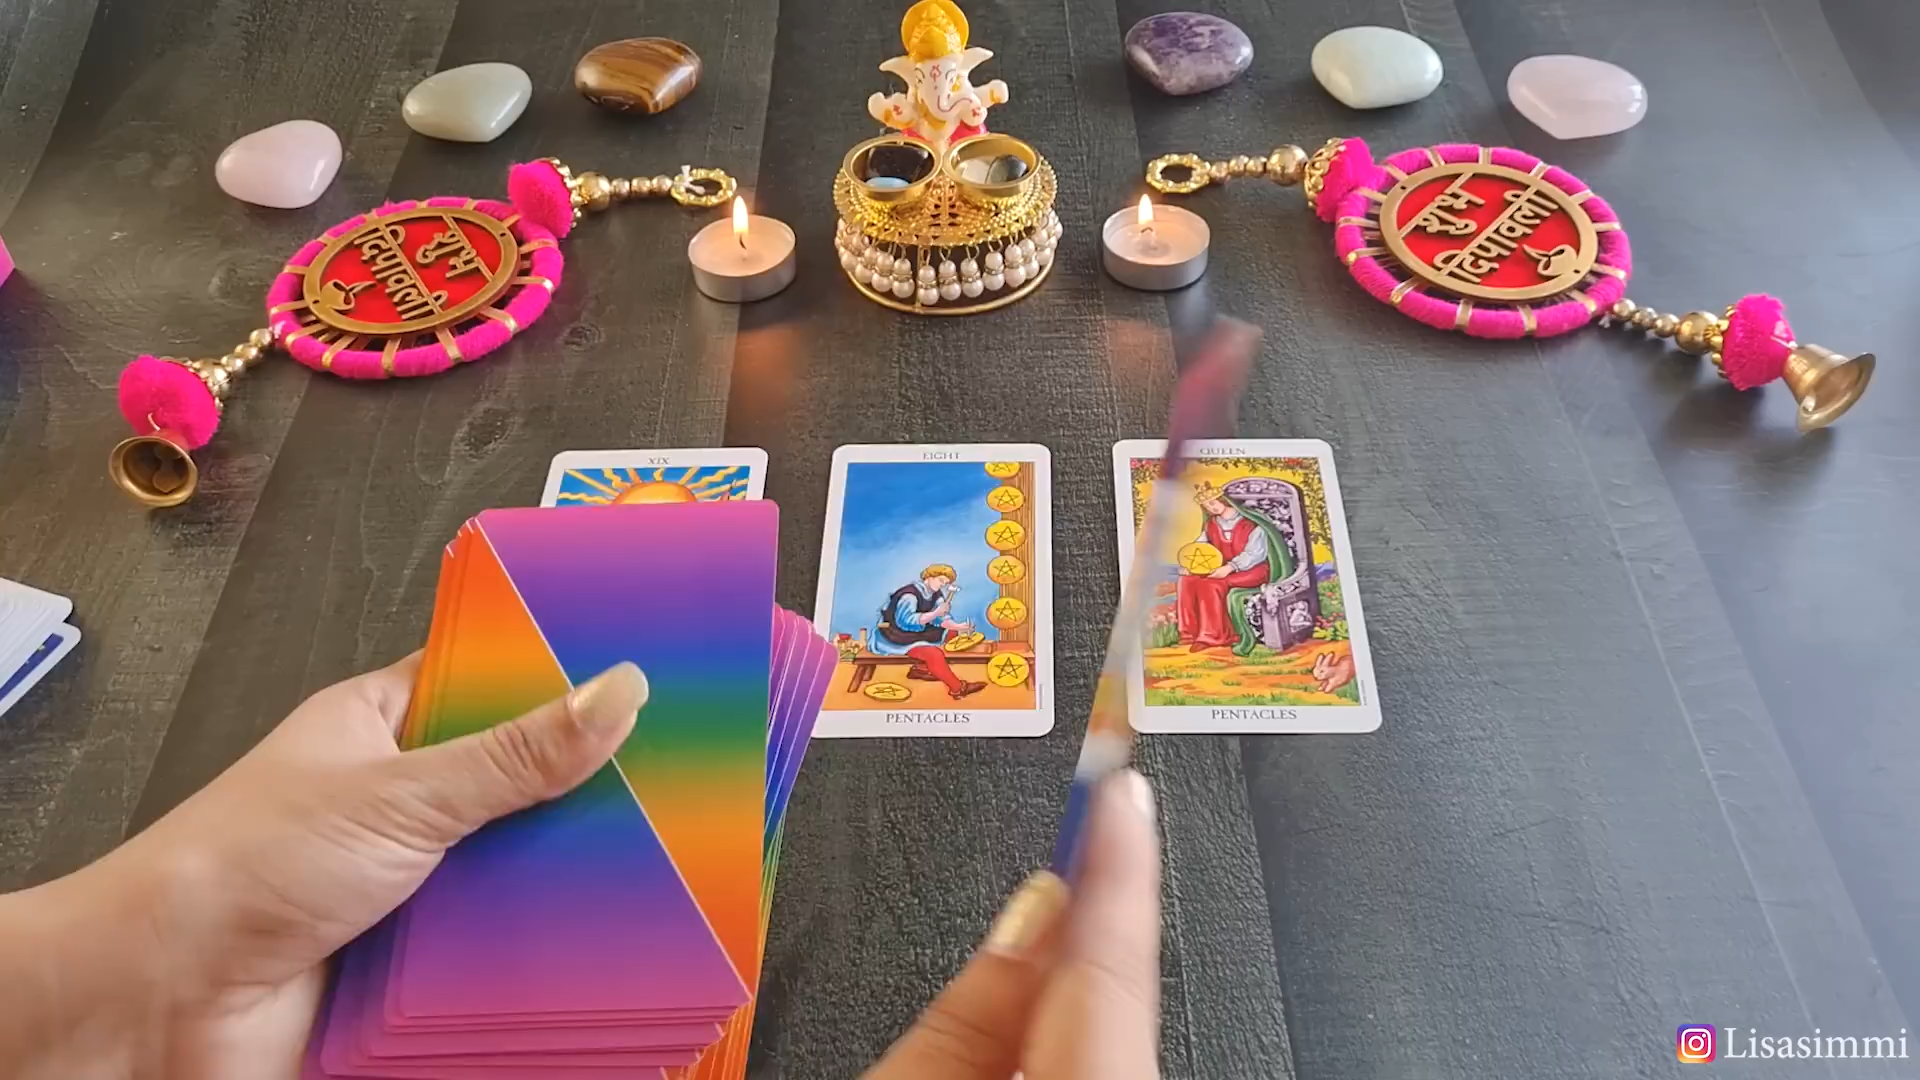 शुभ
दिपावली
शुभ
दिपावली
XIX
EIGHT
PENTACLES
QUEEN
PENTACLES
Lisasimmi